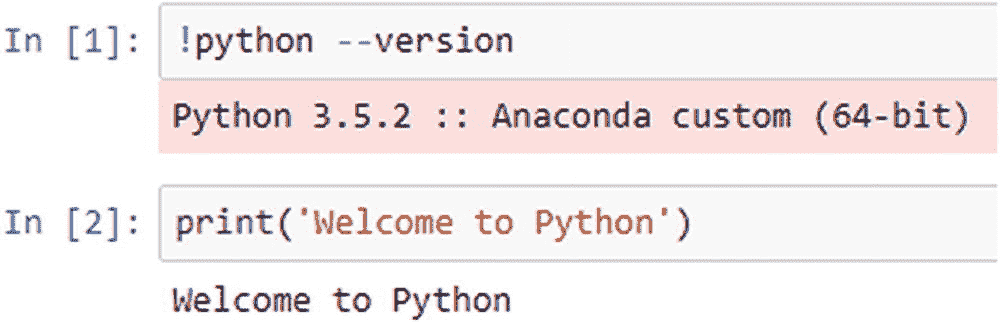 In [1]: !python --version
Python 3.5.2 :: Anaconda custom (64-bit)
In [2]: print('Welcome to Python')
Welcome to Python